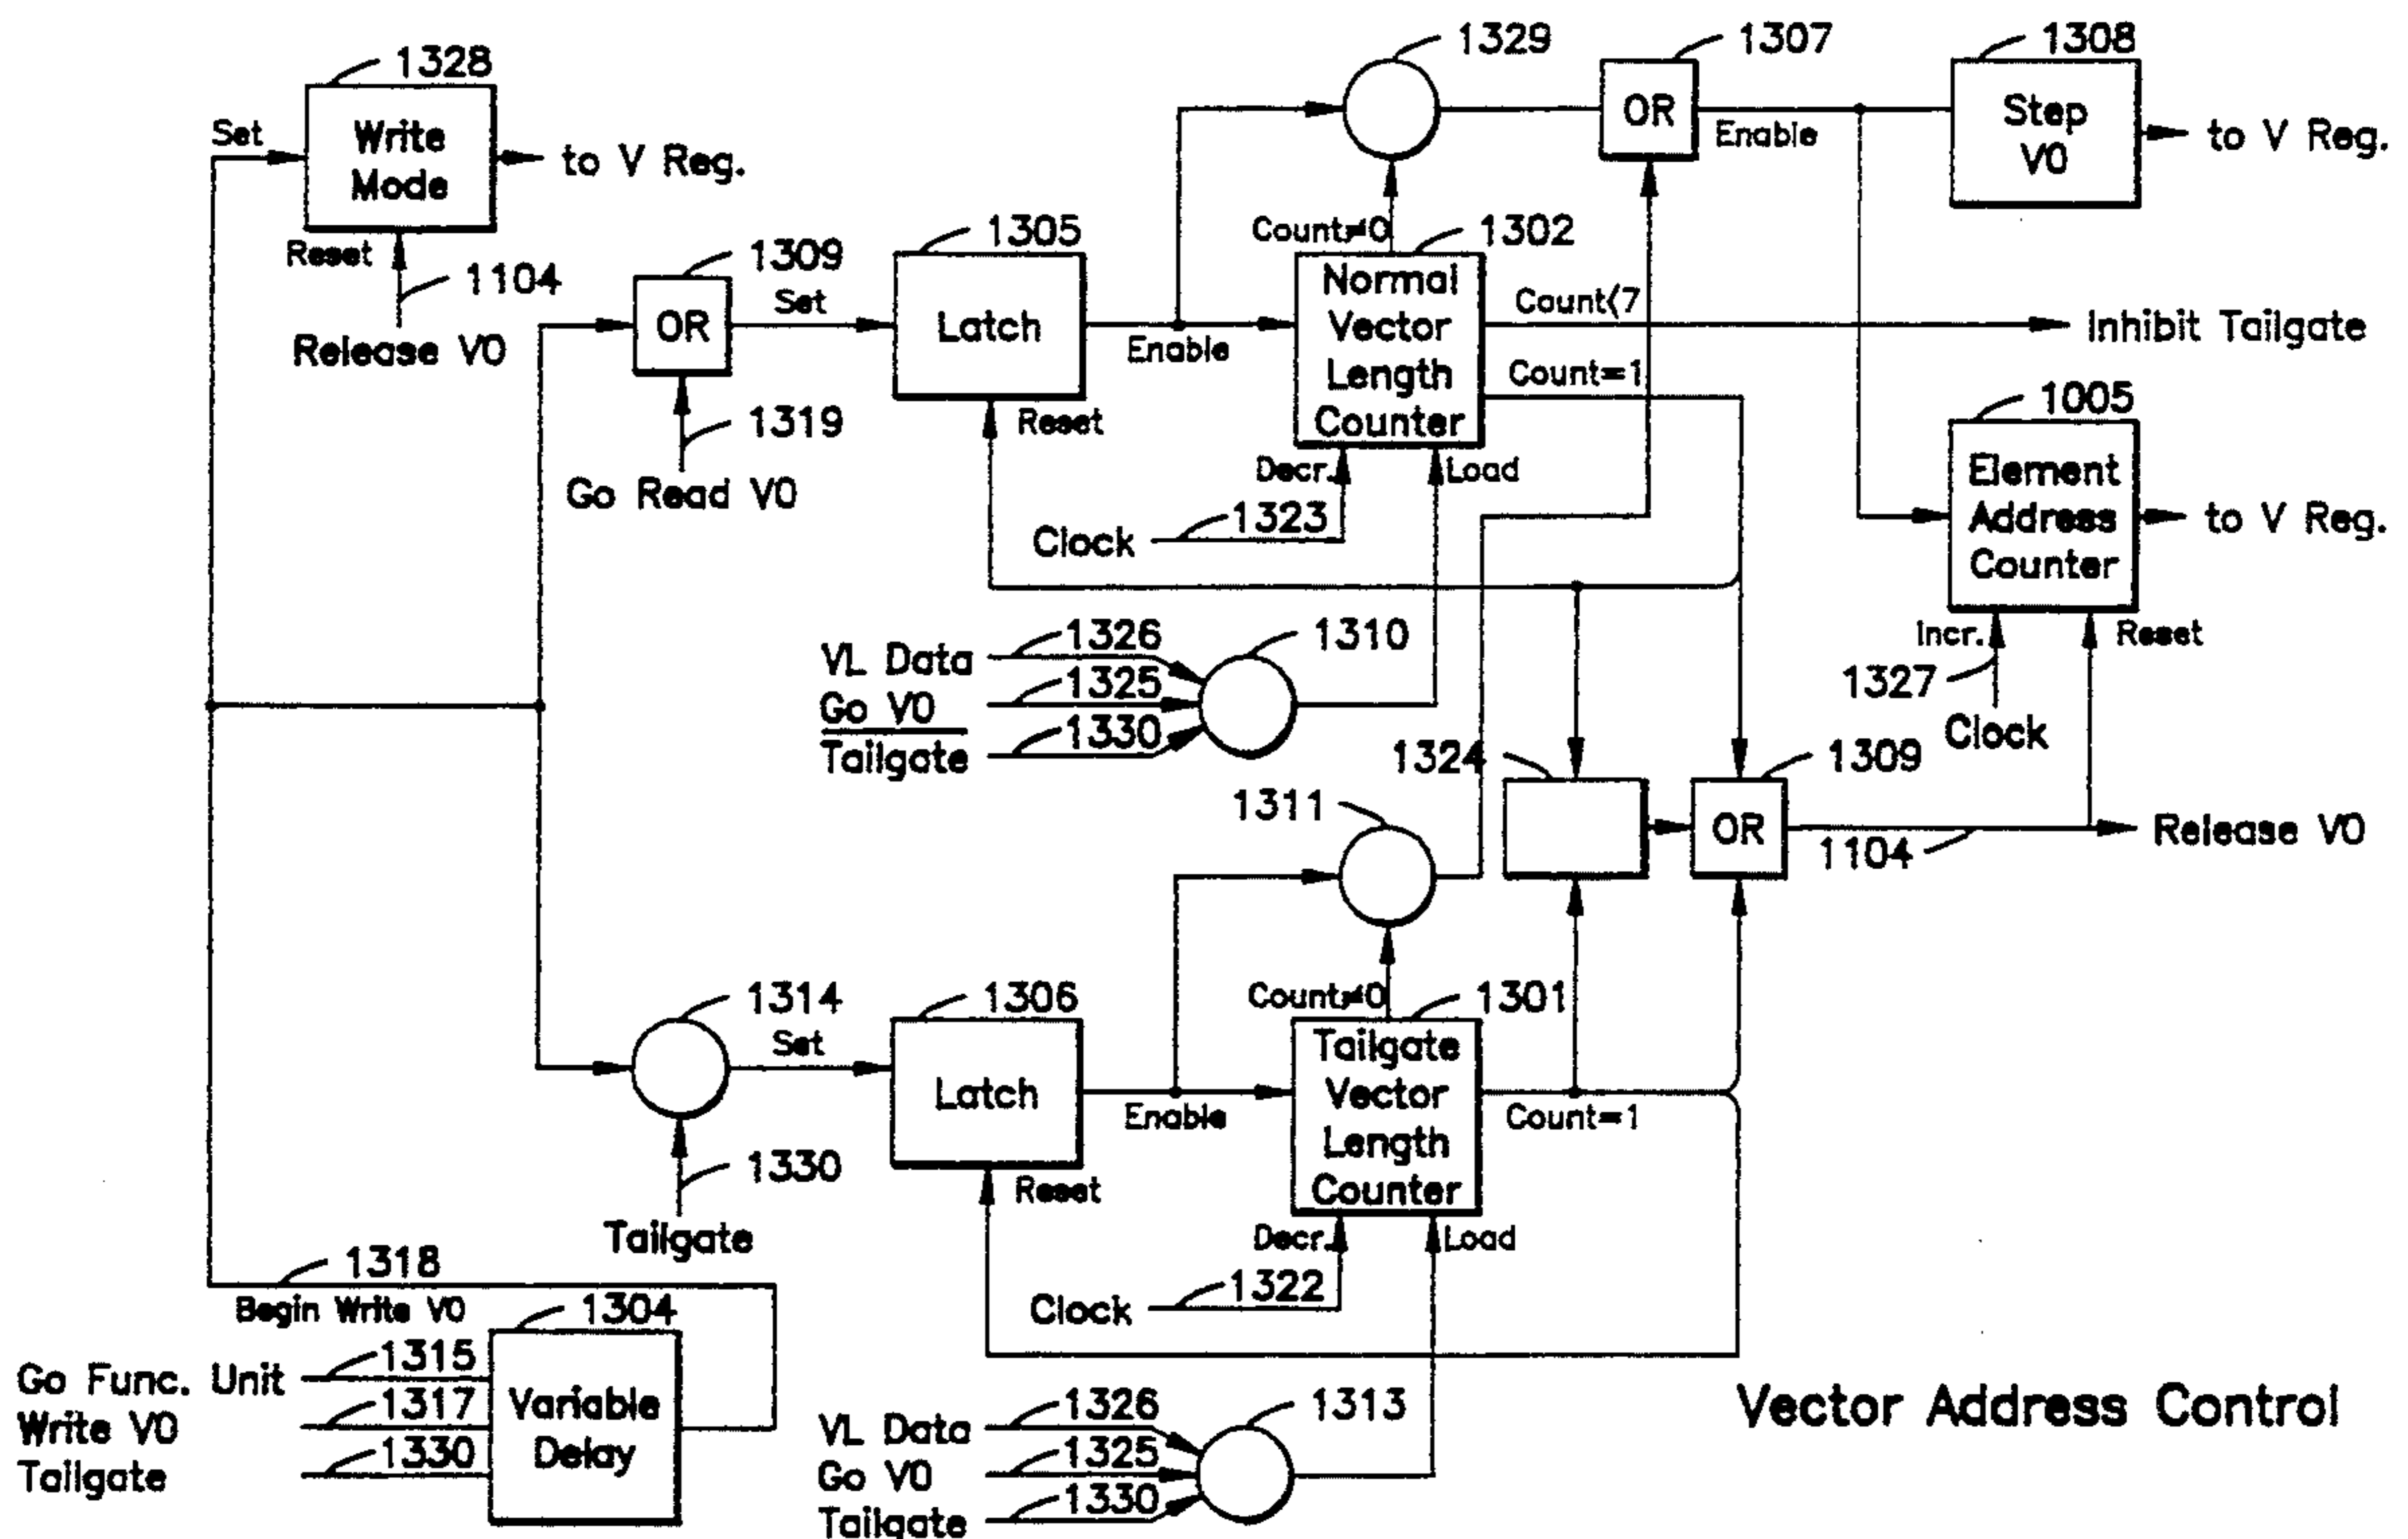 1329
1307
1308
1328
Set
Write
Mode
to V Reg.
OR
Enable
Step
V0
to V Reg.
Reset
1104
Release V0
1309
OR
Set
1319
Go Read V0
1305
Latch
Enable
Reset
Count≠0
1302
Normal
Vector
Length
Counter
Count<7
Inhibit Tailgate
Count=1
Decr.
Load
Clock
1323
1005
Element
Address
Counter
to V Reg.
Incr.
Reset
1327
Clock
VL Data
1326
1310
Go V0
1325
Tailgate
1330
1324
1309
OR
1104
Release V0
1311
1314
Set
1330
Tailgate
1306
Latch
Enable
Reset
Count≠0
1301
Tailgate
Vector
Length
Counter
Count=1
Decr.
Load
Clock
1322
1318
Begin Write V0
1304
Go Func. Unit
1315
Write V0
1317
Tailgate
1330
Variable
Delay
VL Data
1326
1313
Go V0
1325
Tailgate
1330
Vector Address Control